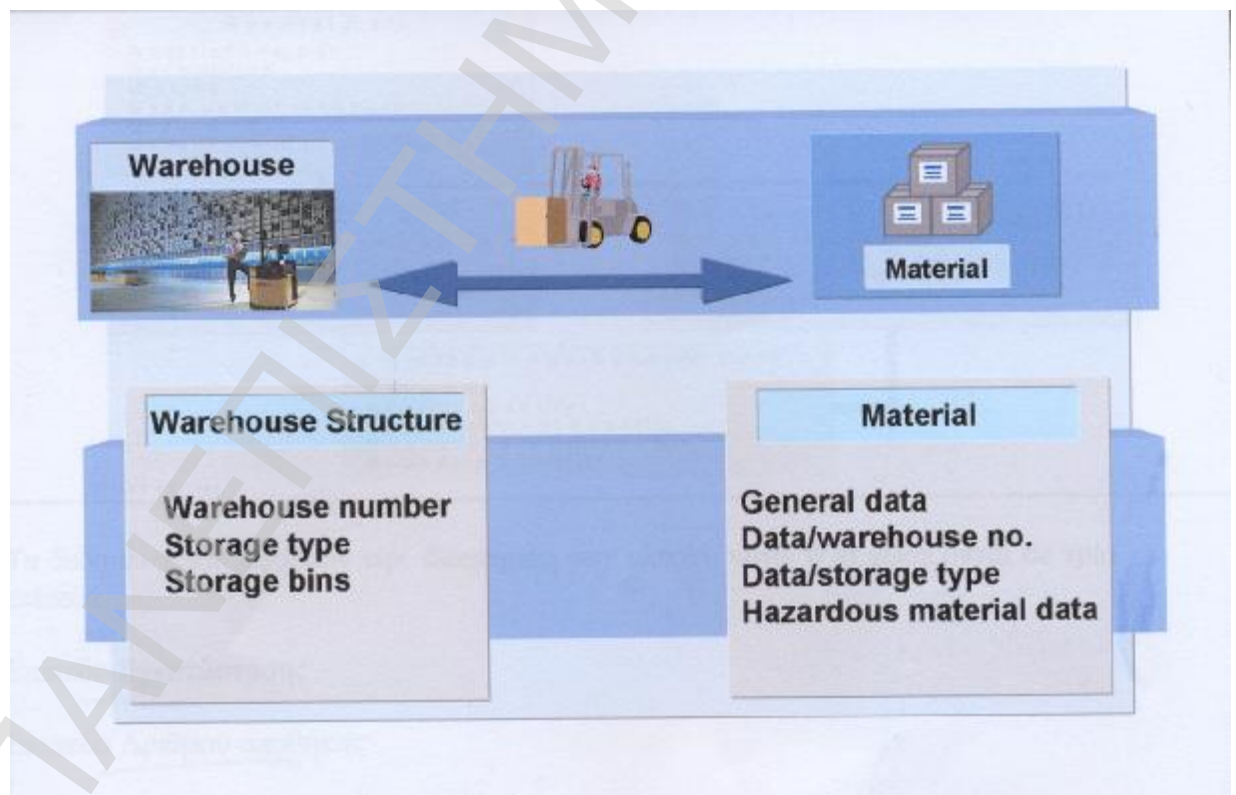 Warehouse
Material
Warehouse Structure
Warehouse number
Storage type
Storage bins
Material
General data
Data/warehouse no.
Data/storage type
Hazardous material data
ΠΑΝΕΠΙΣΤΗΜ